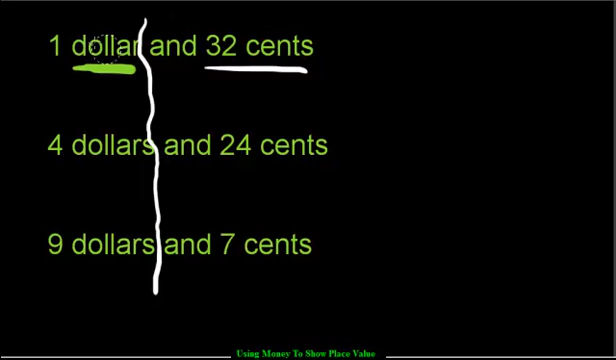 1 dollar and 32 cents
4 dollars and 24 cents
9 dollars and 7 cents
Using Money To Show Place Value